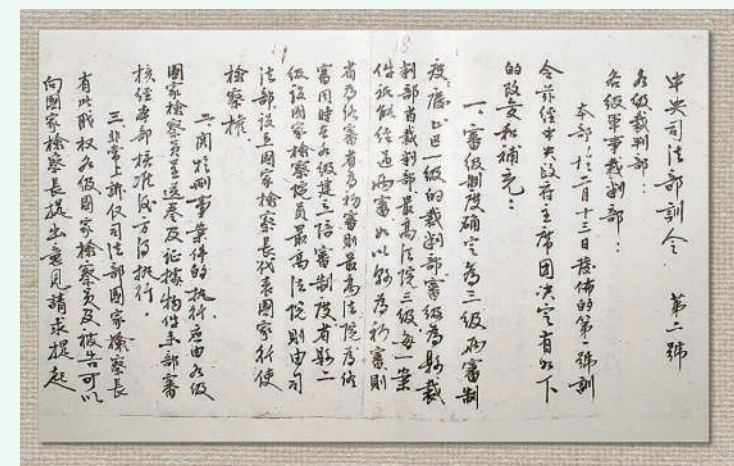 中央司法部訓令 第二號
各級裁判部：
各級軍事裁判部：
本部於二月十三日發佈的第一號訓
令茲經中央政府主席團決定有如下
的改變和補充：
一、審級制度確定為三級兩審制
度，廢止區一級的裁判部，審級為縣裁
判部省裁判部最高法院三級，每一案
件祇能經過兩審，如以縣為初審則
省為終審，省為初審則最高法院為終
審，同時在各級建立陪審制度，省縣二
級設國家檢察員，最高法院則由司
法部設立國家檢察長代表國家行使
檢察權。
二、關於刑事案件的執行，應由各級
國家檢察員呈送卷及證據物件本部審
核，經本部核准後方得執行。
三、非常上訴仅司法部國家檢察長
有此職权，各級國家檢察員及被告可以
向國家檢察長提出意見請求提起